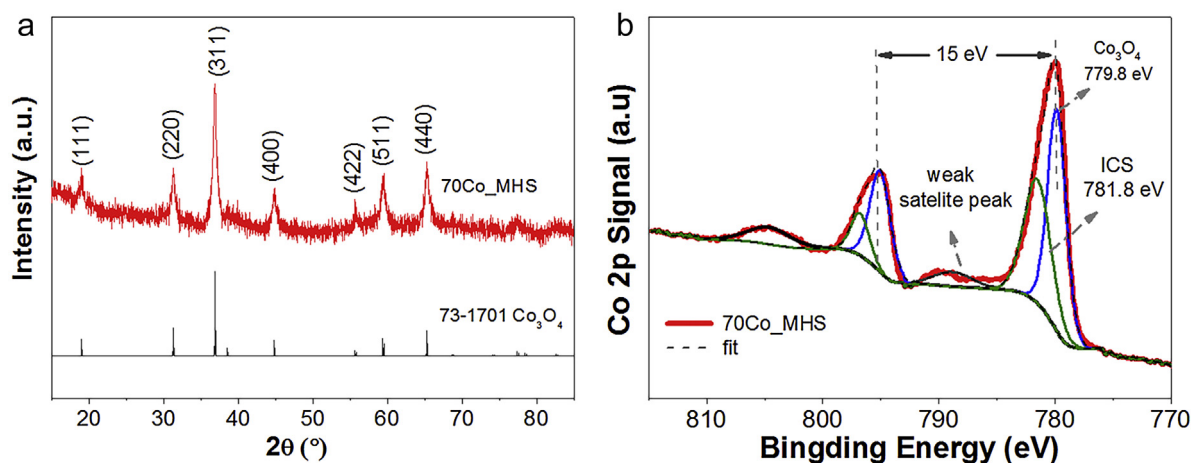 a
Intensity (a.u.)
(111)
(220)
(311)
(400)
(422)
(511)
(440)
70Co_MHS
73-1701 Co₃O₄
20 30 40 50 60 70 80
2θ (°)
b
Co 2p Signal (a.u)
15 eV
Co₃O₄
779.8 eV
ICS
781.8 eV
weak
satelite peak
70Co_MHS
fit
810 800 790 780 770
Bingding Energy (eV)